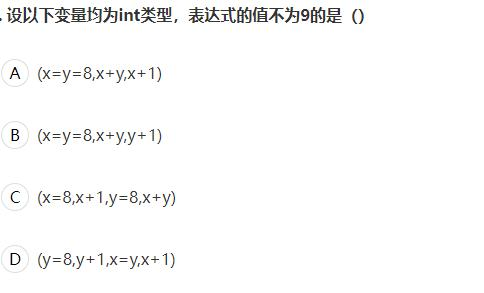 . 设以下变量均为int类型，表达式的值不为9的是（）
A (x=y=8,x+y,x+1)
B (x=y=8,x+y,y+1)
C (x=8,x+1,y=8,x+y)
D (y=8,y+1,x=y,x+1)